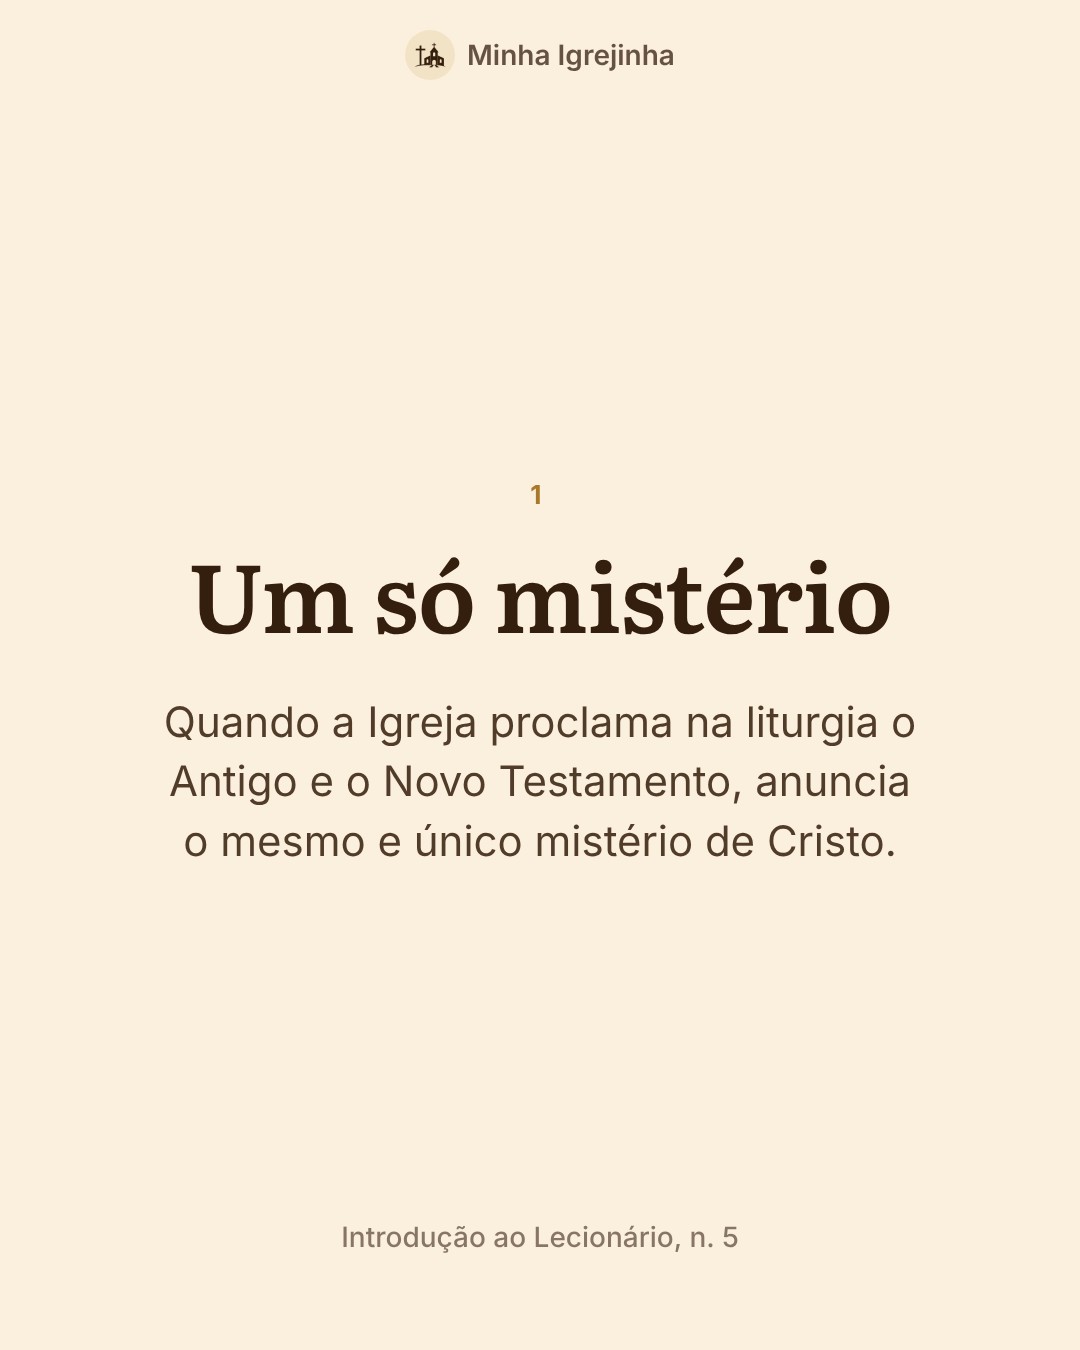 Minha Igrejinha
1
Um só mistério
Quando a Igreja proclama na liturgia o
Antigo e o Novo Testamento, anuncia
o mesmo e único mistério de Cristo.
Introdução ao Lecionário, n. 5